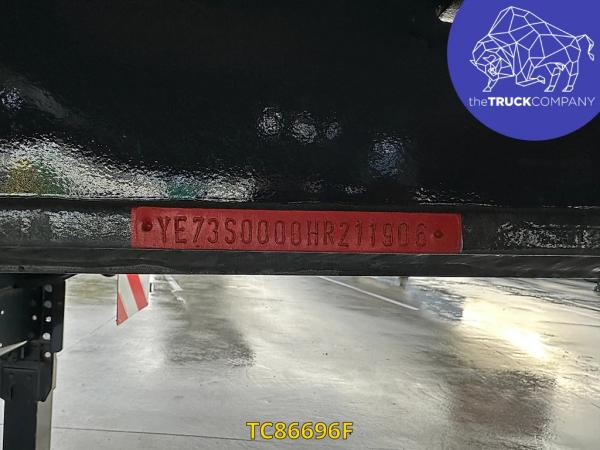 theTRUCKCOMPANY
•YE73S0000HR211906•
TC86696F